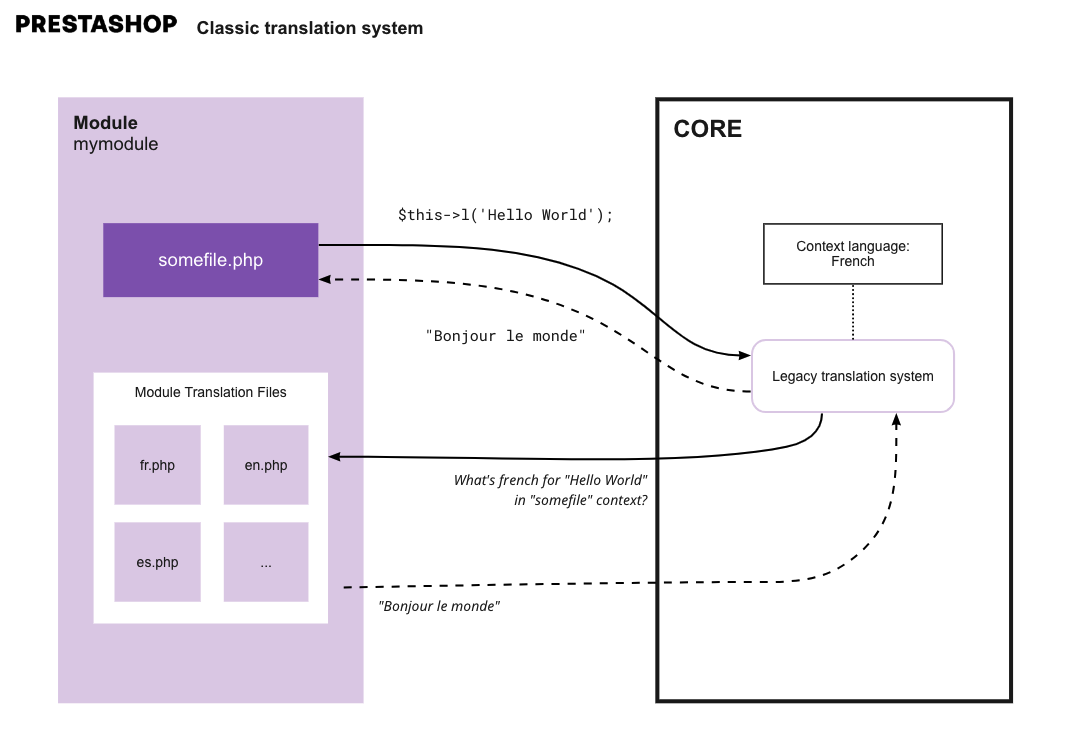 PRESTASHOP Classic translation system
Module
mymodule
CORE
$this->l('Hello World');
somefile.php
Context language:
French
"Bonjour le monde"
Legacy translation system
Module Translation Files
fr.php
en.php
What's french for "Hello World"
in "somefile" context?
es.php
...
"Bonjour le monde"